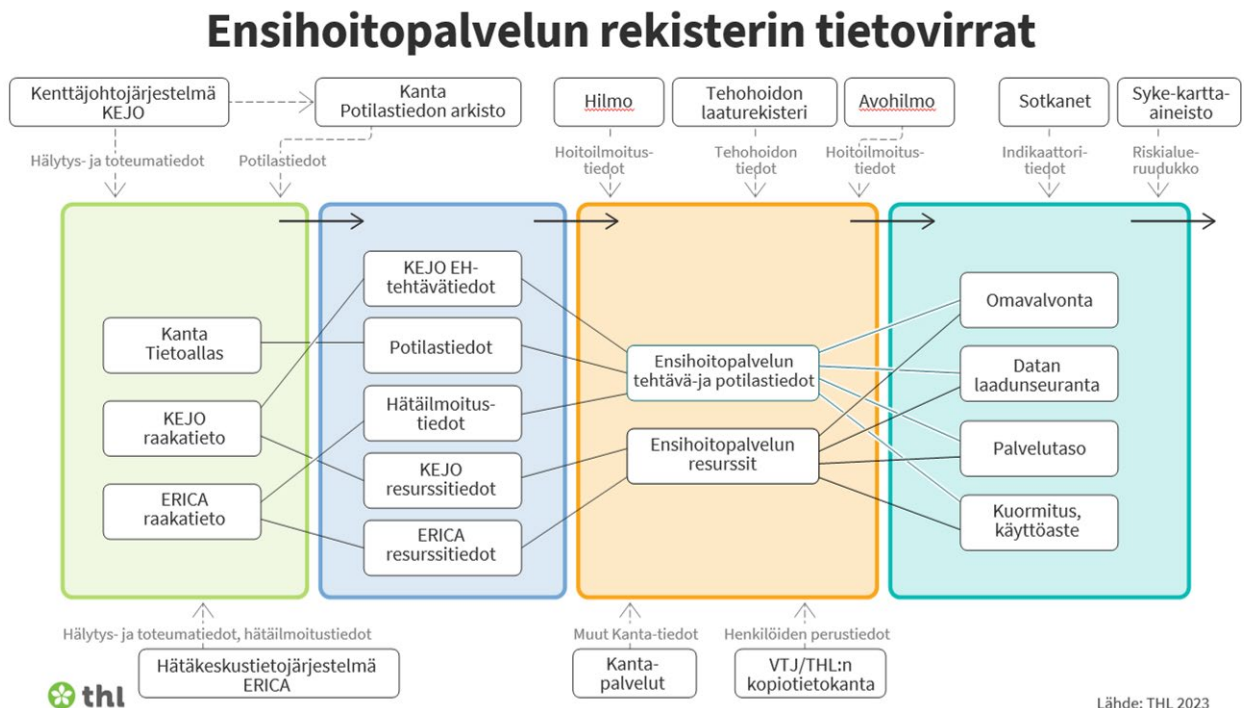 Ensihoitopalvelun rekisterin tietovirrat
Kenttäjohtojärjestelmä
KEJO
Kanta
Potilastiedon arkisto
Hilmo
Tehohoidon
laaturekisteri
Avohilmo
Sotkanet
Syke-kartta-
aineisto
Hälytys- ja toteumatiedot
Potilastiedot
Hoitoilmoitus-
tiedot
Tehohoidon
tiedot
Hoitoilmoitus-
tiedot
Indikaattori-
tiedot
Riskialue-
ruudukko
Kanta
Tietoallas
KEJO
raakatieto
ERICA
raakatieto
KEJO EH-
tehtävätiedot
Potilastiedot
Hätäilmoitus-
tiedot
KEJO
resurssitiedot
ERICA
resurssitiedot
Ensihoitopalvelun
tehtävä-ja potilastiedot
Ensihoitopalvelun
resurssit
Omavalvonta
Datan
laadunseuranta
Palvelutaso
Kuormitus,
käyttöaste
Hälytys- ja toteumatiedot, hätäilmoitustiedot
Hätäkeskustietojärjestelmä
ERICA
Muut Kanta-tiedot
Kanta-
palvelut
Henkilöiden perustiedot
VTJ/THL:n
kopiotietokanta
thl
Lähde: THL 2023